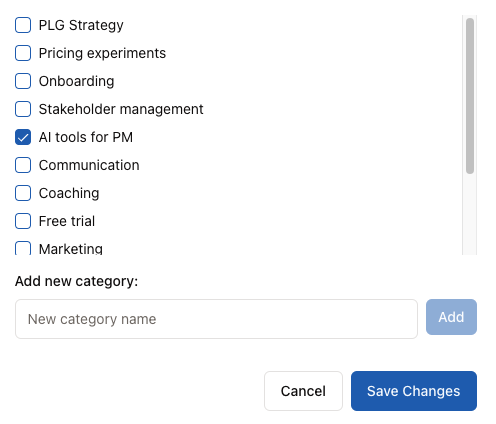 PLG Strategy
Pricing experiments
Onboarding
Stakeholder management
AI tools for PM
Communication
Coaching
Free trial
Marketing
Add new category:
New category name
Add
Cancel
Save Changes